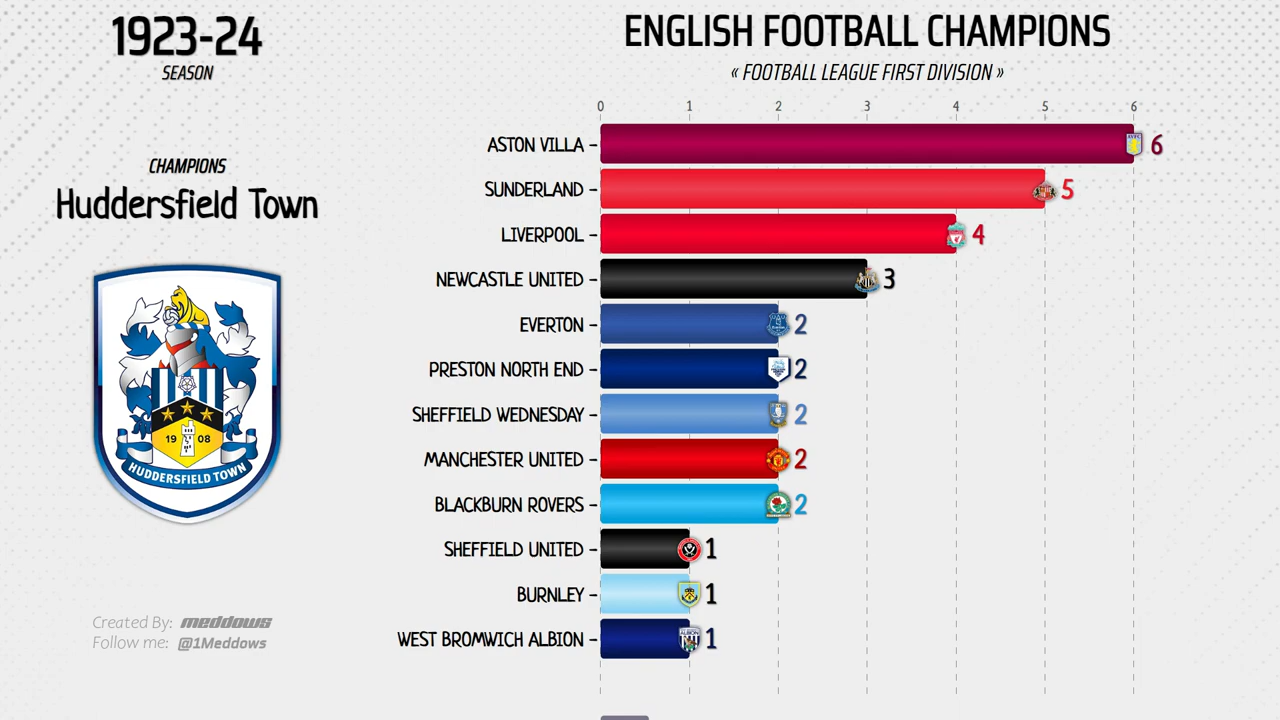 1923-24
SEASON
CHAMPIONS
Huddersfield Town
19 08
HUDDERSFIELD TOWN
Created By: meddows
Follow me: @1Meddows
ENGLISH FOOTBALL CHAMPIONS
« FOOTBALL LEAGUE FIRST DIVISION »
0 1 2 3 4 5 6
ASTON VILLA 6
SUNDERLAND 5
LIVERPOOL 4
NEWCASTLE UNITED 3
EVERTON 2
PRESTON NORTH END 2
SHEFFIELD WEDNESDAY 2
MANCHESTER UNITED 2
BLACKBURN ROVERS 2
SHEFFIELD UNITED 1
BURNLEY 1
WEST BROMWICH ALBION 1